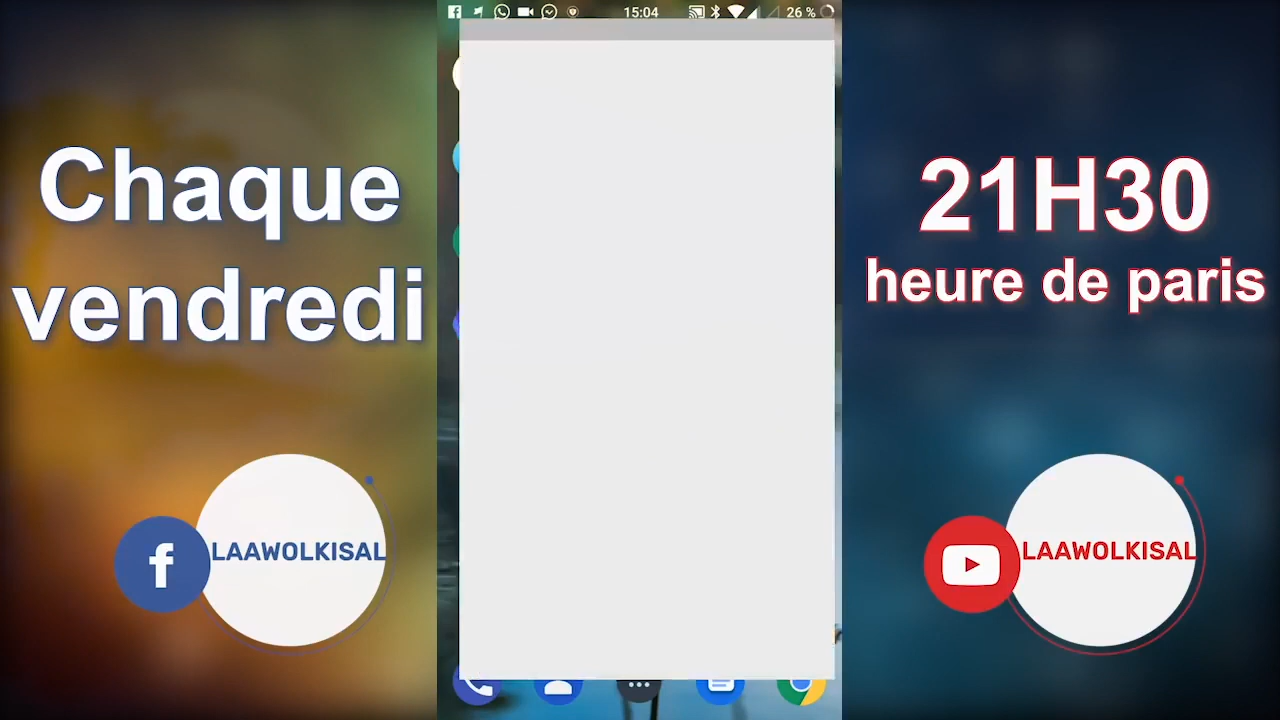 15:04
26 %
Chaque
vendredi
21H30
heure de paris
LAAWOLKISAL
LAAWOLKISAL